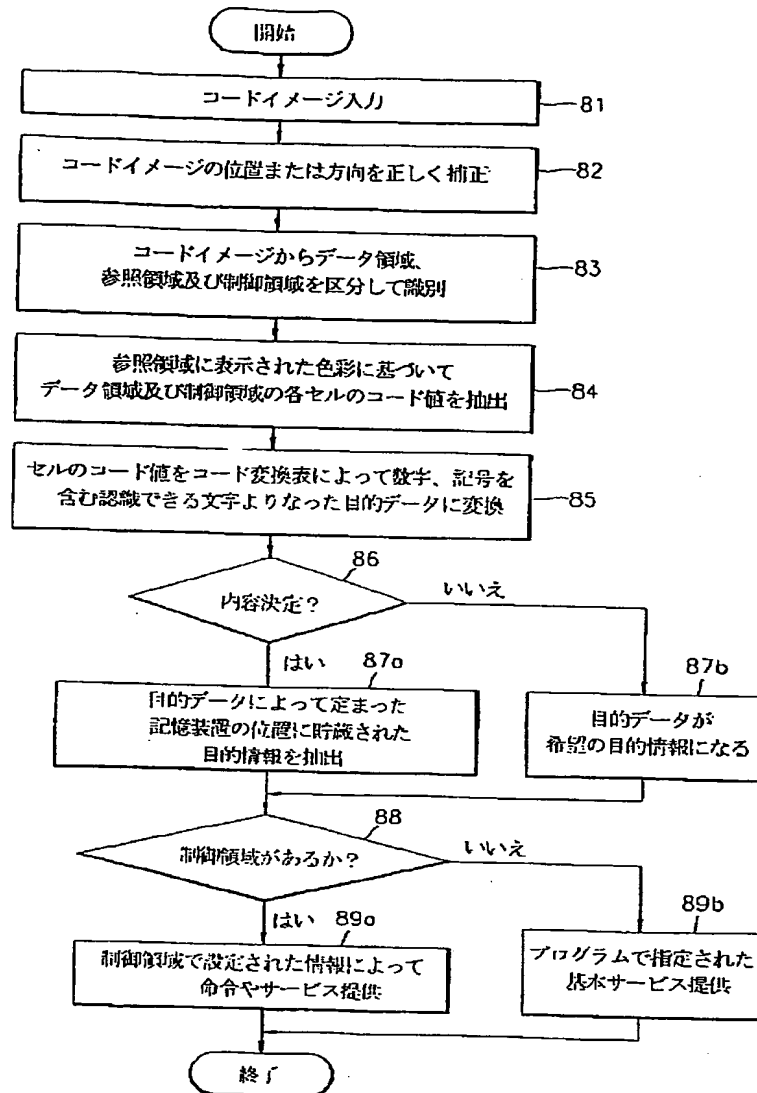 開始
コードイメージ入力
81
コードイメージの位置または方向を正しく補正
82
コードイメージからデータ領域、
参照領域及び制御領域を区分して識別
83
参照領域に表示された色彩に基づいて
データ領域及び制御領域の各セルのコード値を抽出
84
セルのコード値をコード変換表によって数字、記号を
含む認識できる文字よりなった目的データに変換
85
86
内容決定?
いいえ
はい
87a
目的データによって定まった
記憶装置の位置に貯蔵された
目的情報を抽出
87b
目的データが
希望の目的情報になる
88
制御領域があるか?
いいえ
はい
89a
制御領域で設定された情報によって
命令やサービス提供
89b
プログラムで指定された
基本サービス提供
終了